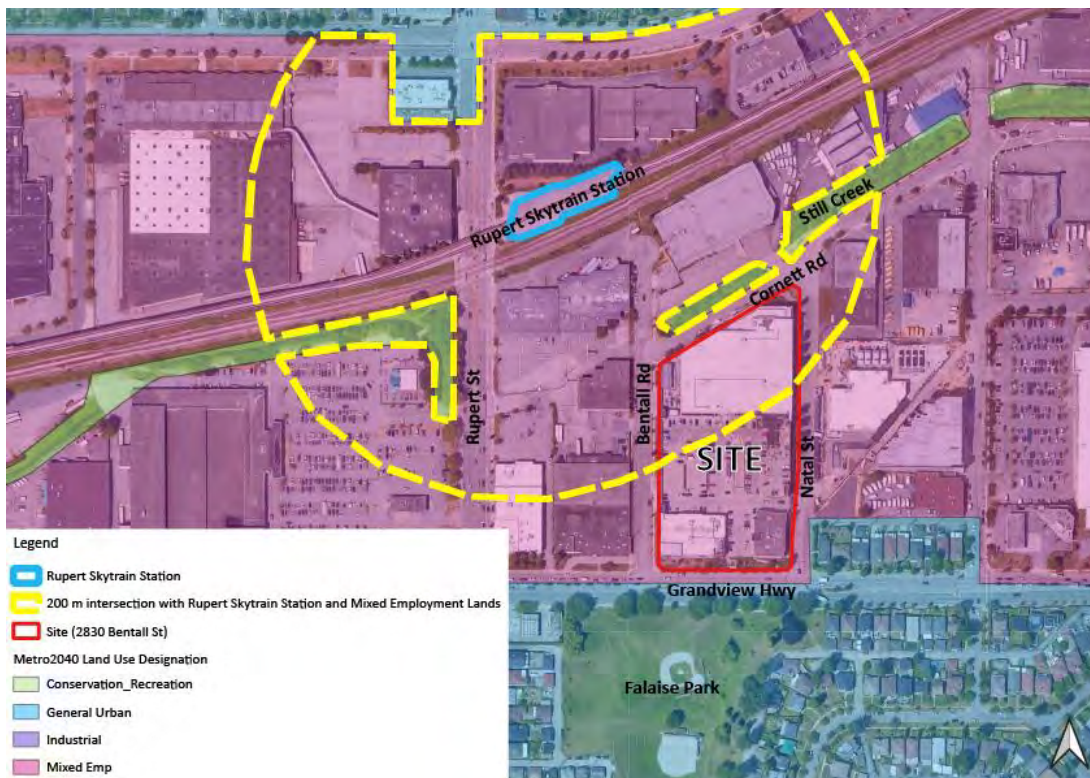 Rupert Skytrain Station
Still Creek
Cornett Rd
Rupert St
Bentall Rd
Natal St
SITE
Grandview Hwy
Falaise Park
Legend
Rupert Skytrain Station
200 m intersection with Rupert Skytrain Station and Mixed Employment Lands
Site (2830 Bentall St)
Metro2040 Land Use Designation
Conservation_Recreation
General Urban
Industrial
Mixed Emp